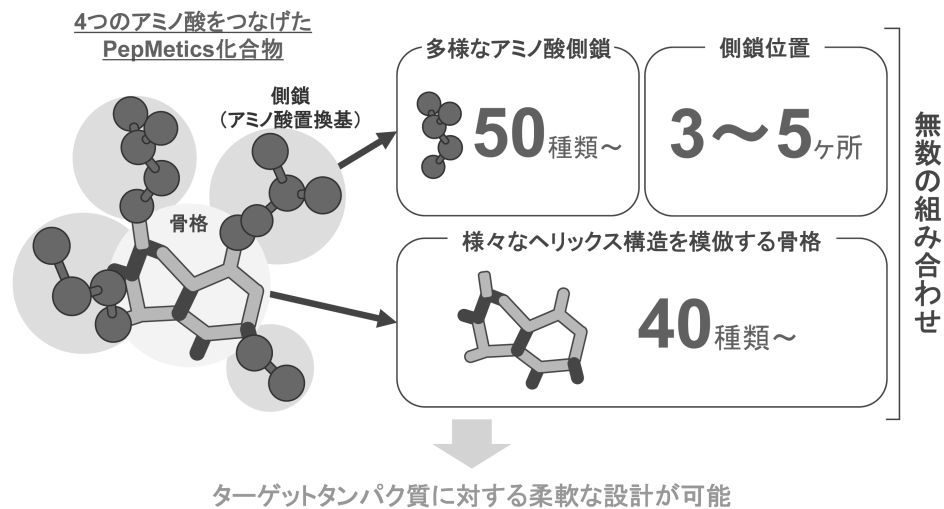 4つのアミノ酸をつなげた
PepMetics化合物
側鎖
（アミノ酸置換基）
骨格
多様なアミノ酸側鎖
50種類～
側鎖位置
3～5ヶ所
様々なヘリックス構造を模倣する骨格
40種類～
無数の組み合わせ
ターゲットタンパク質に対する柔軟な設計が可能